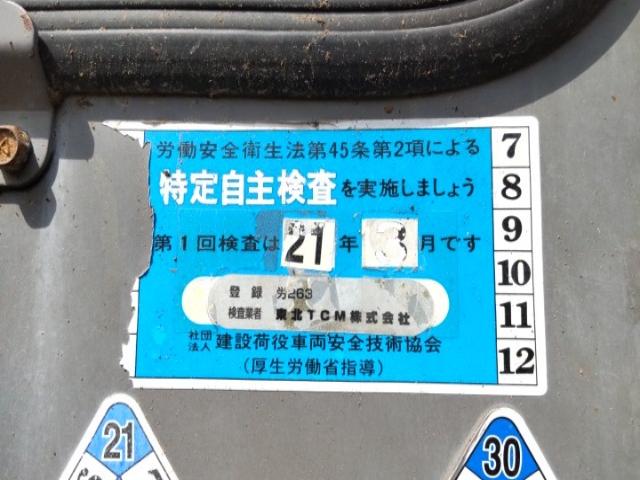 労働安全衛生法第45条第2項による
特定自主検査を実施しましょう
第1回検査は21年 月です
登録 労263
検査業者 東北TCM株式会社
社団法人 建設荷役車両安全技術協会
(厚生労働省指導)
7
8
9
10
11
12
21
30